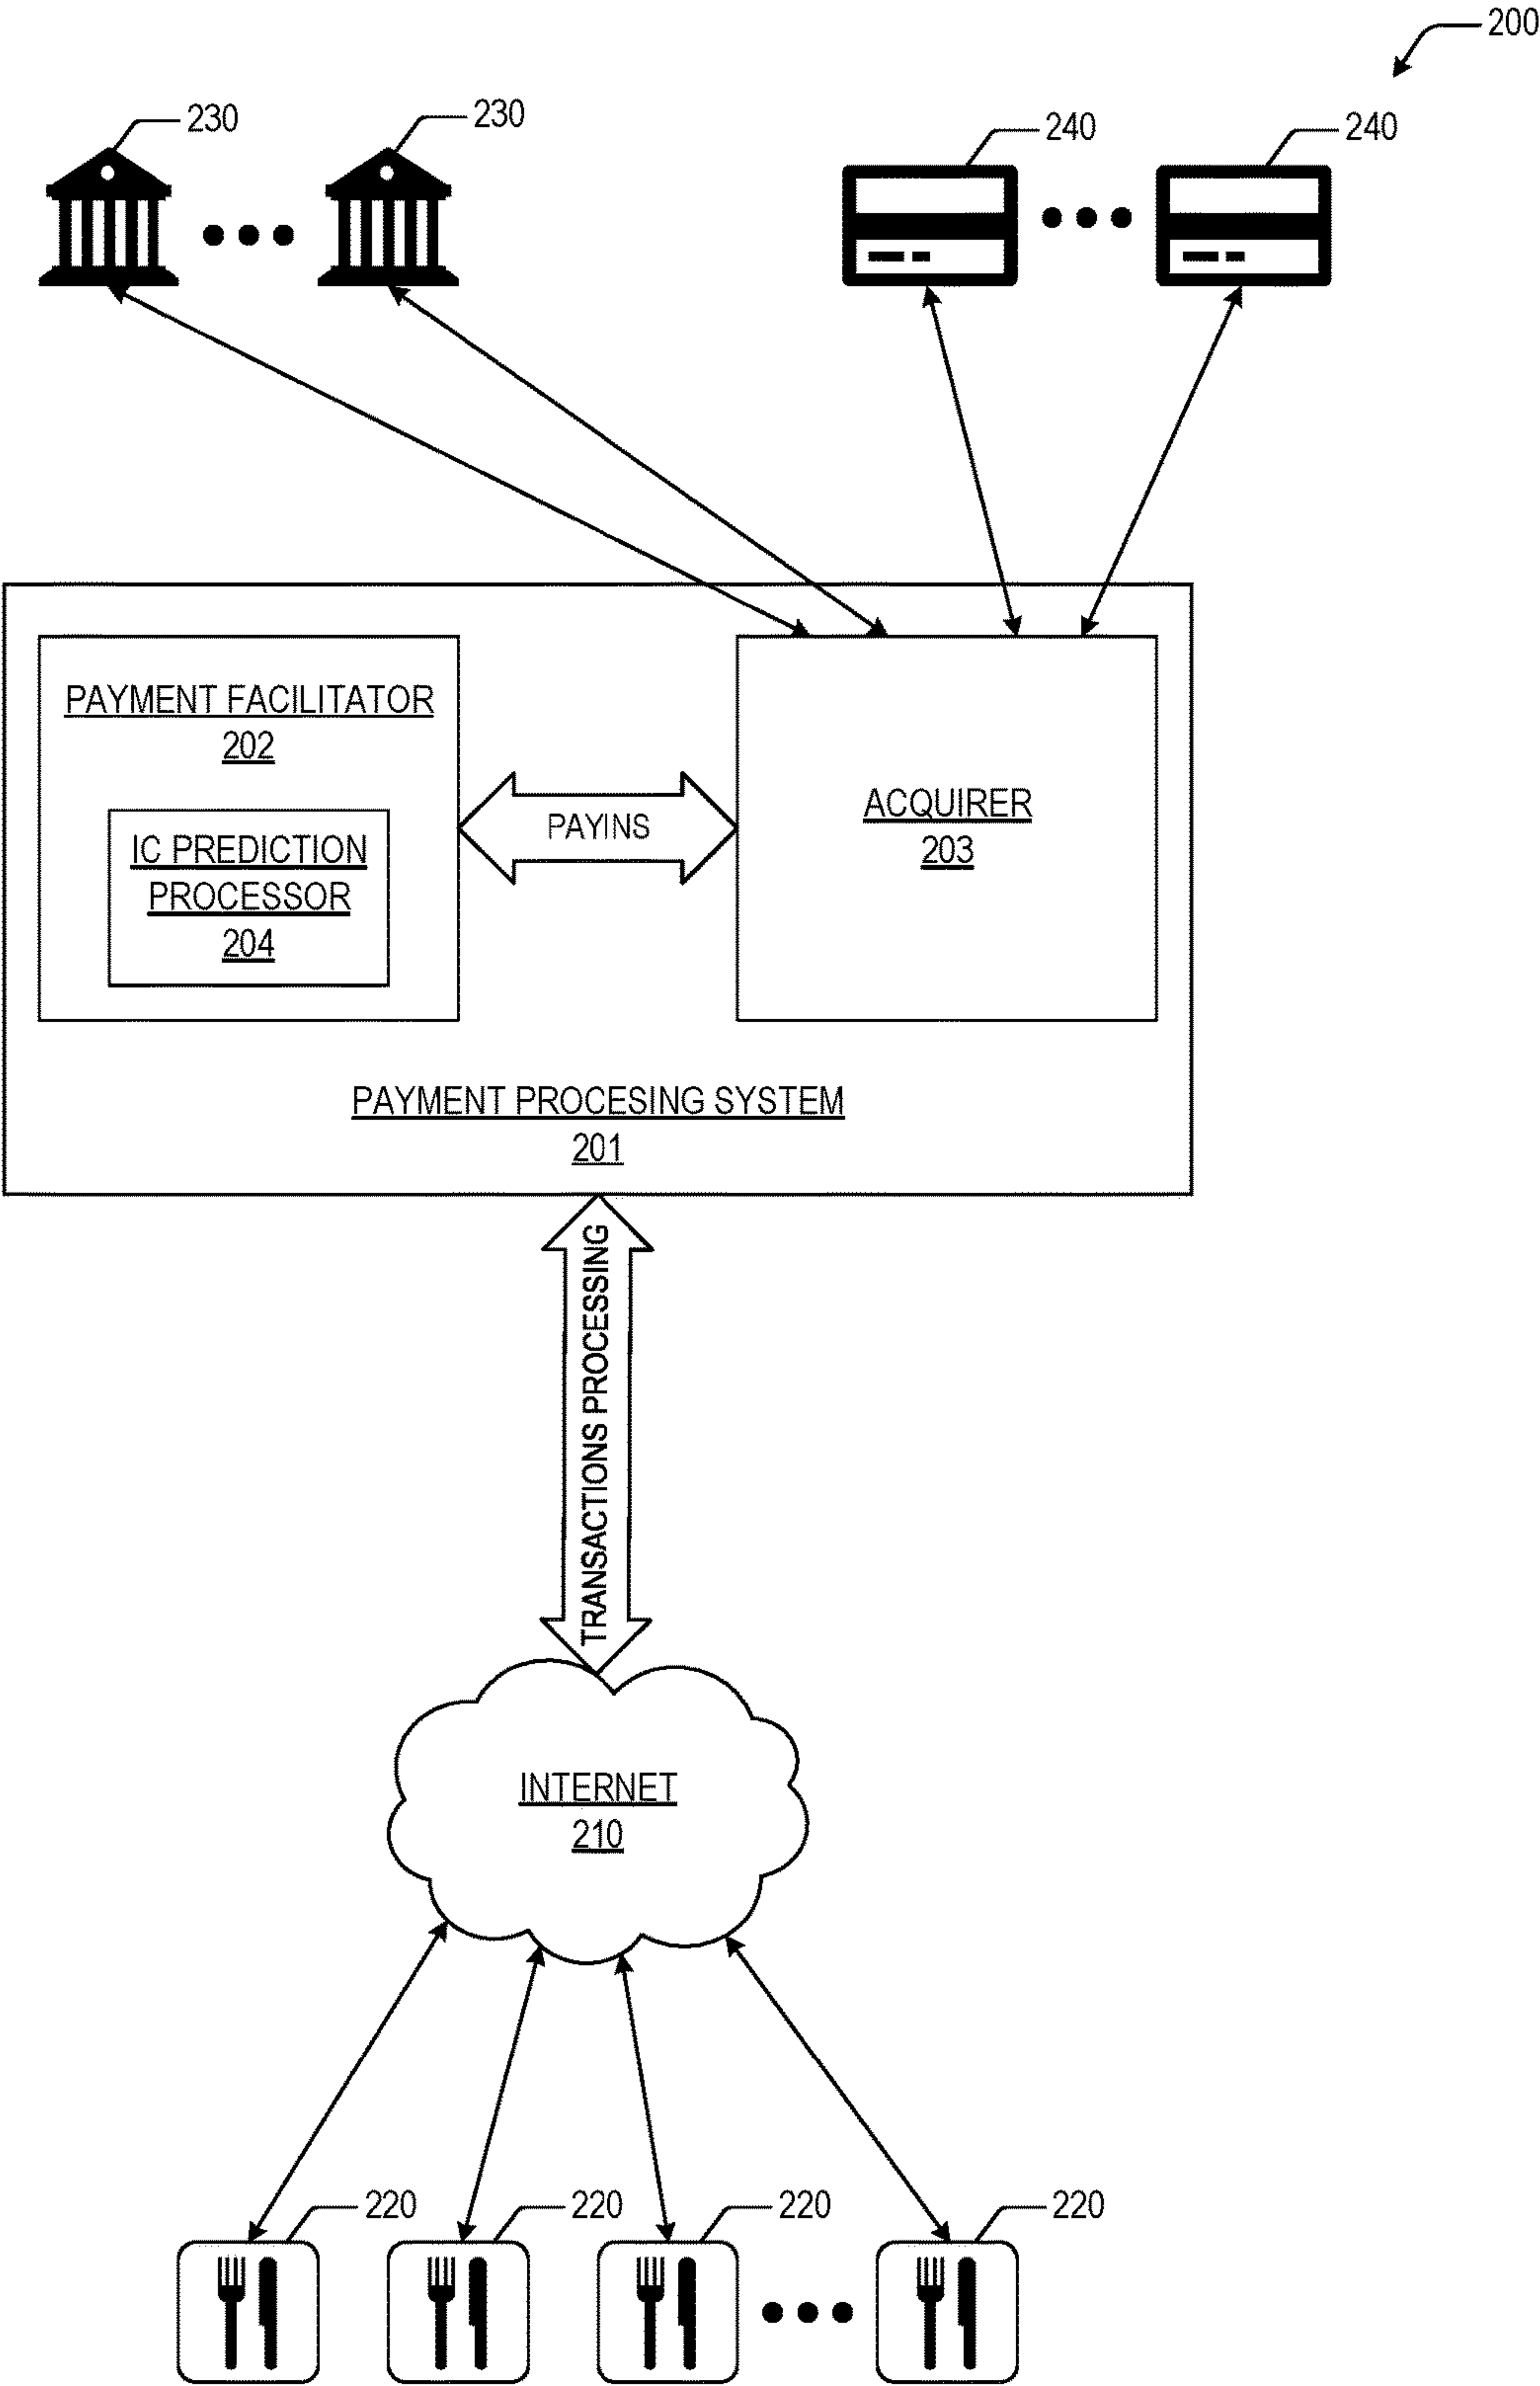 200
230
230
240
240
PAYMENT FACILITATOR
202
IC PREDICTION
PROCESSOR
204
PAYINS
ACQUIRER
203
PAYMENT PROCESING SYSTEM
201
TRANSACTIONS PROCESSING
INTERNET
210
220
220
220
220